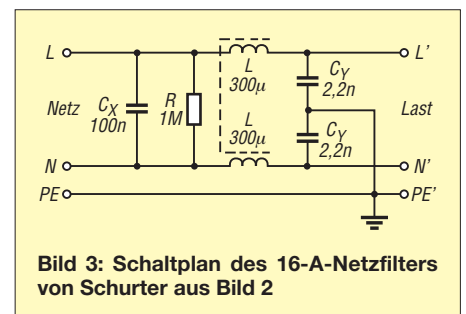 L L'
L
300µ
C_Y
2,2n
Netz C_X
100n
R
1M
Last
L
300µ
C_Y
2,2n
N N'
PE PE'
Bild 3: Schaltplan des 16-A-Netzfilters
von Schurter aus Bild 2